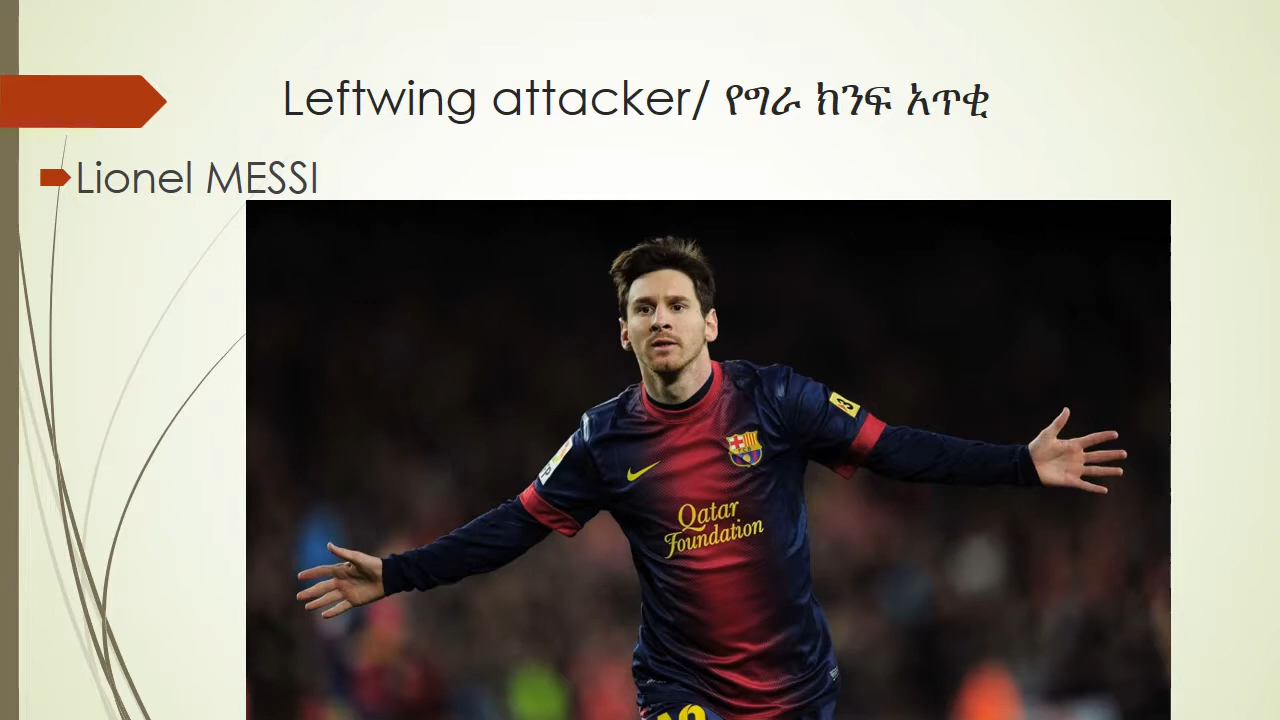 Leftwing attacker/ የግራ ክንፍ አጥቂ
Lionel MESSI
Qatar
Foundation